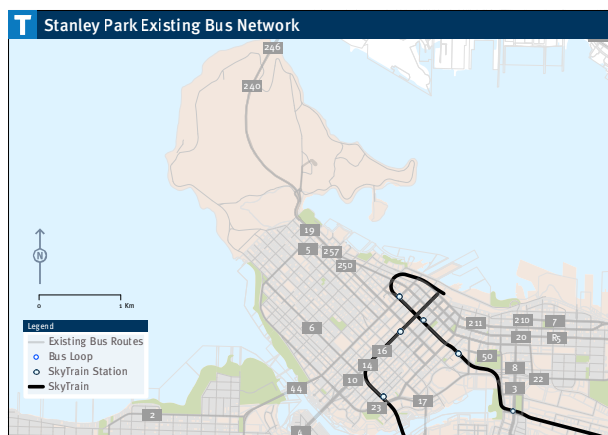 T Stanley Park Existing Bus Network
246
240
19
5
257
250
6
211
210
7
20
R5
16
14
10
50
8
22
3
44
23
17
2
4
N
0 1 Km
Legend
Existing Bus Routes
Bus Loop
SkyTrain Station
SkyTrain